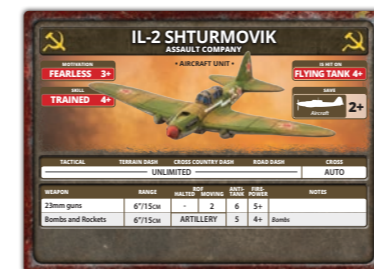 IL-2 SHTURMOVIK
ASSAULT COMPANY
• AIRCRAFT UNIT •
MOTIVATION
FEARLESS 3+
SKILL
TRAINED 4+
IS HIT ON
FLYING TANK 4+
SAVE
Aircraft 2+
TACTICAL TERRAIN DASH CROSS COUNTRY DASH ROAD DASH CROSS
UNLIMITED AUTO
WEAPON RANGE ROF HALTED MOVING ANTI-TANK FIRE-POWER NOTES
23mm guns 6"/15CM - 2 6 5+
Bombs and Rockets 6"/15CM ARTILLERY 5 4+ Bombs